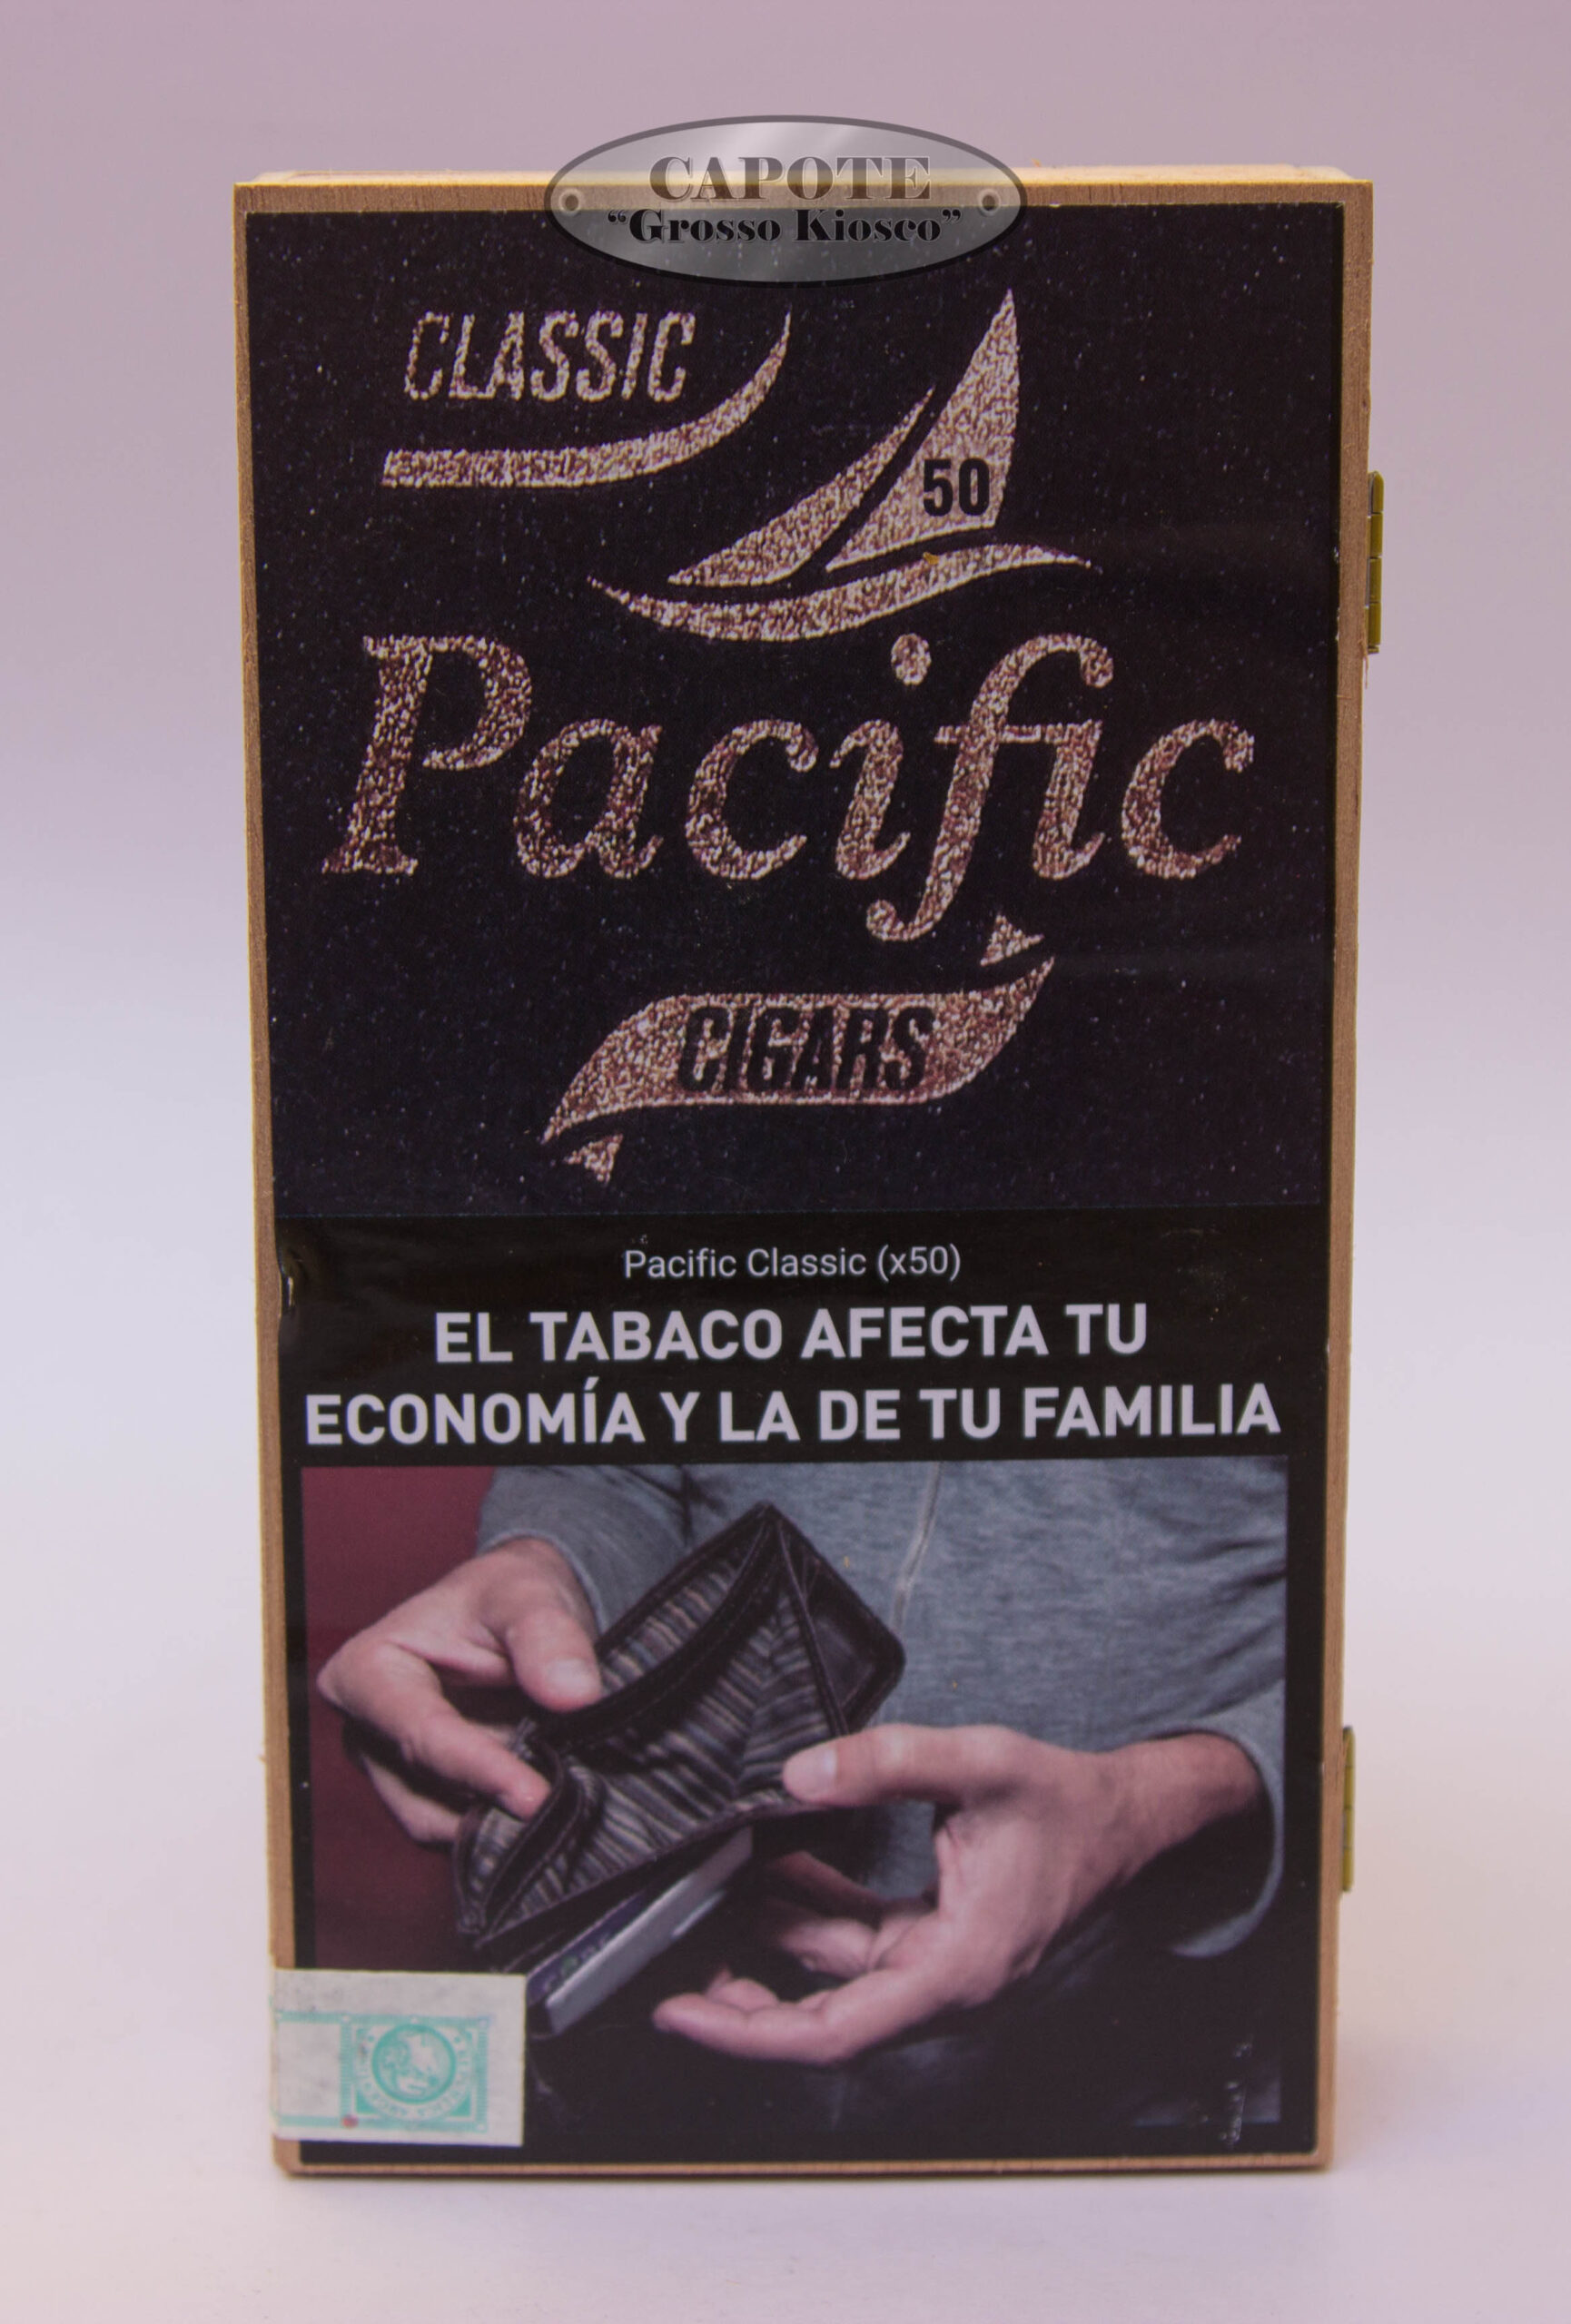 CAPOTE
“Grosso Kiosco”
CLASSIC
50
Pacific
CIGARS
Pacific Classic (x50)
EL TABACO AFECTA TU
ECONOMÍA Y LA DE TU FAMILIA